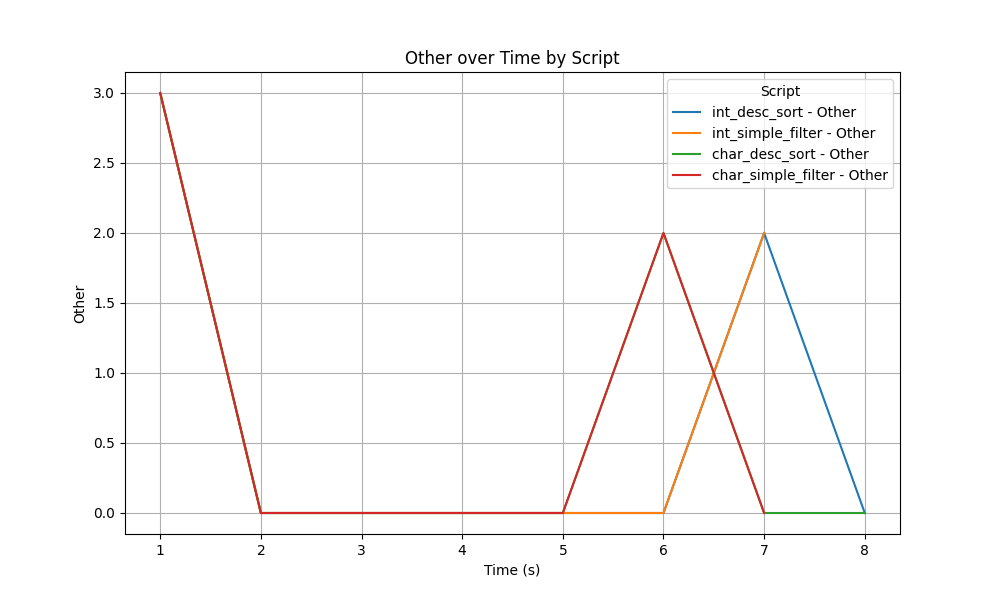 Other over Time by Script
Script
int_desc_sort - Other
int_simple_filter - Other
char_desc_sort - Other
char_simple_filter - Other
3.0
2.5
2.0
1.5
1.0
0.5
0.0
Other
1 2 3 4 5 6 7 8
Time (s)